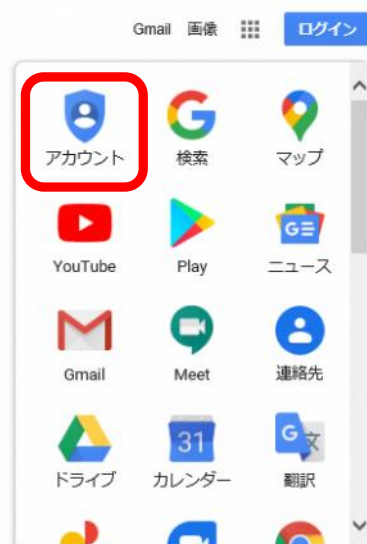 Gmail 画像 ログイン
アカウント 検索 マップ
G
YouTube Play ニュース
Gmail Meet 連絡先
31 G 文
ドライブ カレンダー 翻訳